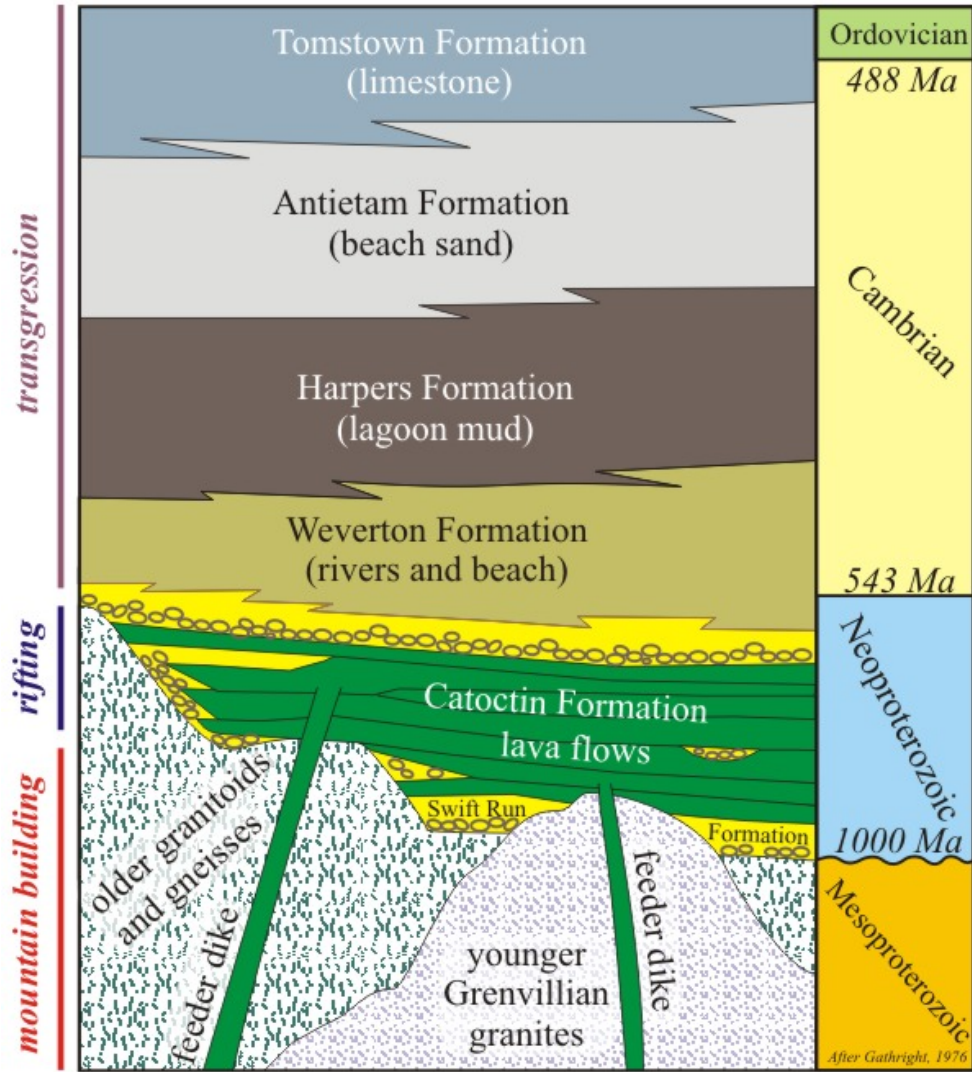 Tomstown Formation
(limestone)
Antietam Formation
(beach sand)
Harpers Formation
(lagoon mud)
Weverton Formation
(rivers and beach)
Catoctin Formation
lava flows
Swift Run
Formation
older granitoids
and gneisses
feeder dike
younger
Grenvillian
granites
feeder dike
transgression
rifting
mountain building
Ordovician
488 Ma
Cambrian
543 Ma
Neoproterozoic
1000 Ma
Mesoproterozoic
After Gathright, 1976